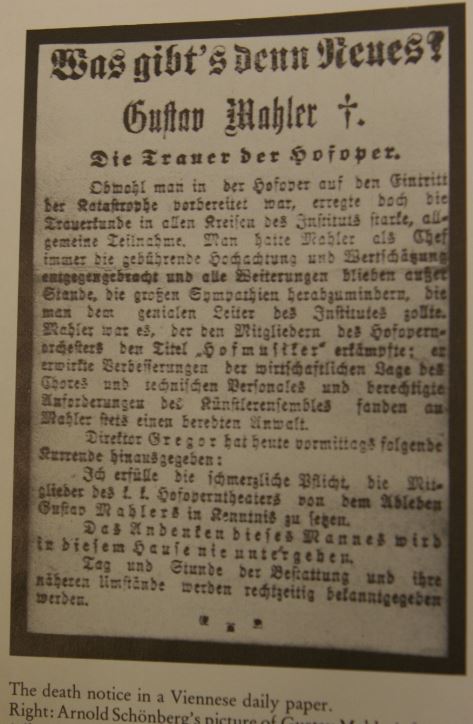 Was gibt's denn Neues?
Gustav Mahler †.
Die Trauer der Hofoper.
Obwohl man in der Hofoper auf den Eintritt
der Katastrophe vorbereitet war, erregte doch die
Trauerkunde in allen Kreisen des Instituts starke, all-
gemeine Teilnahme. Man hatte Mahler als Chef
immer die gebührende Hochachtung und Wertschätzung
entgegengebracht und alle Weiterungen blieben außer
Stande, die großen Sympathien herabzumindern, die
man dem genialen Leiter des Institutes zollte.
Mahler war es, der den Mitgliedern des Hofopern-
orchesters den Titel „Hofmusiker" erkämpfte; er
erwirkte Verbesserungen der wirtschaftlichen Lage des
Chores und technischen Personales und berechtigte
Anforderungen des Künstlerensembles fanden an
Mahler stets einen beredten Anwalt.
Direktor Gregor hat heute vormittags folgende
Kurrende hinausgegeben:
Ich erfülle die schmerzliche Pflicht, die Mit-
glieder des k. k. Hofoperntheaters von dem Ableben
Gustav Mahlers in Kenntnis zu setzen.
Das Andenken dieses Mannes wird
in diesem Hause nie untergehen.
Tag und Stunde der Bestattung und ihre
näheren Umstände werden rechtzeitig bekanntgegeben
werden.
The death notice in a Viennese daily paper.
Right: Arnold Schönberg's picture of Gustav